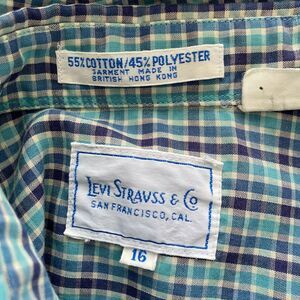 55% COTTON/45% POLYESTER
GARMENT MADE IN
BRITISH HONG KONG
LEVI STRAUSS & CO
SAN FRANCISCO, CAL.
16